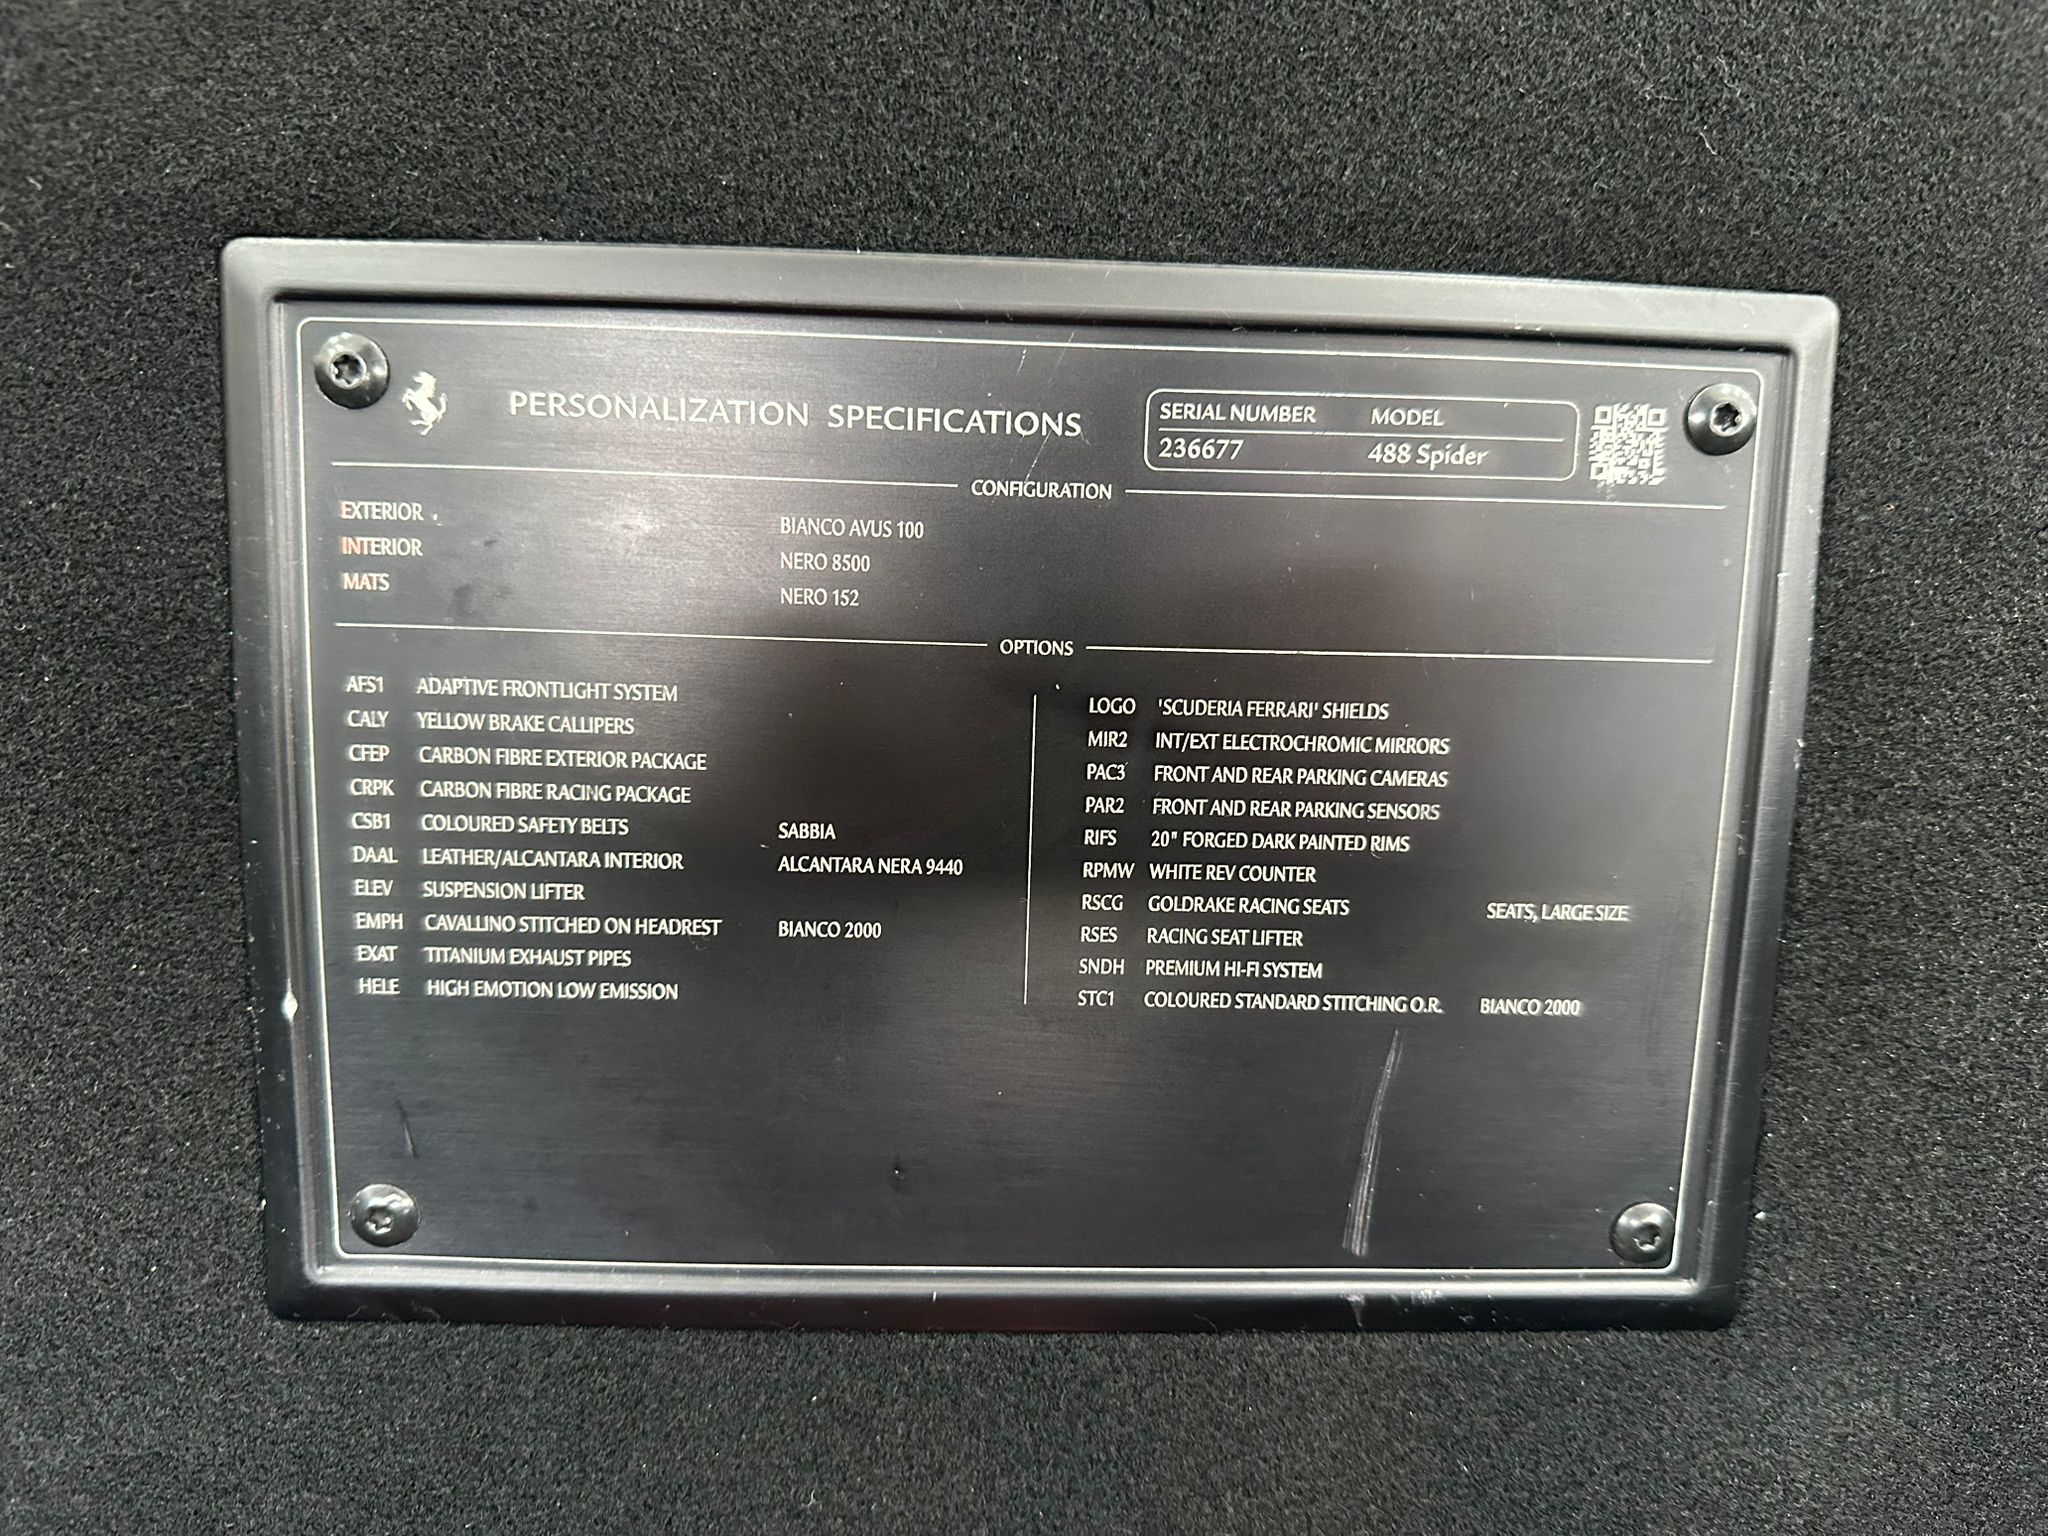 PERSONALIZATION SPECIFICATIONS
SERIAL NUMBER MODEL
236677 488 Spider
CONFIGURATION
EXTERIOR BIANCO AVUS 100
INTERIOR NERO 8500
MATS NERO 152
OPTIONS
AFS1 ADAPTIVE FRONTLIGHT SYSTEM
CALY YELLOW BRAKE CALLIPERS
CFEP CARBON FIBRE EXTERIOR PACKAGE
CRPK CARBON FIBRE RACING PACKAGE
CSB1 COLOURED SAFETY BELTS SABBIA
DAAL LEATHER/ALCANTARA INTERIOR ALCANTARA NERA 9440
ELEV SUSPENSION LIFTER
EMPH CAVALLINO STITCHED ON HEADREST BIANCO 2000
EXAT TITANIUM EXHAUST PIPES
HELE HIGH EMOTION LOW EMISSION
LOGO 'SCUDERIA FERRARI' SHIELDS
MIR2 INT/EXT ELECTROCHROMIC MIRRORS
PAC3 FRONT AND REAR PARKING CAMERAS
PAR2 FRONT AND REAR PARKING SENSORS
RIFS 20" FORGED DARK PAINTED RIMS
RPMW WHITE REV COUNTER
RSCG GOLDRAKE RACING SEATS SEATS, LARGE SIZE
RSES RACING SEAT LIFTER
SNDH PREMIUM HI-FI SYSTEM
STC1 COLOURED STANDARD STITCHING O.R. BIANCO 2000